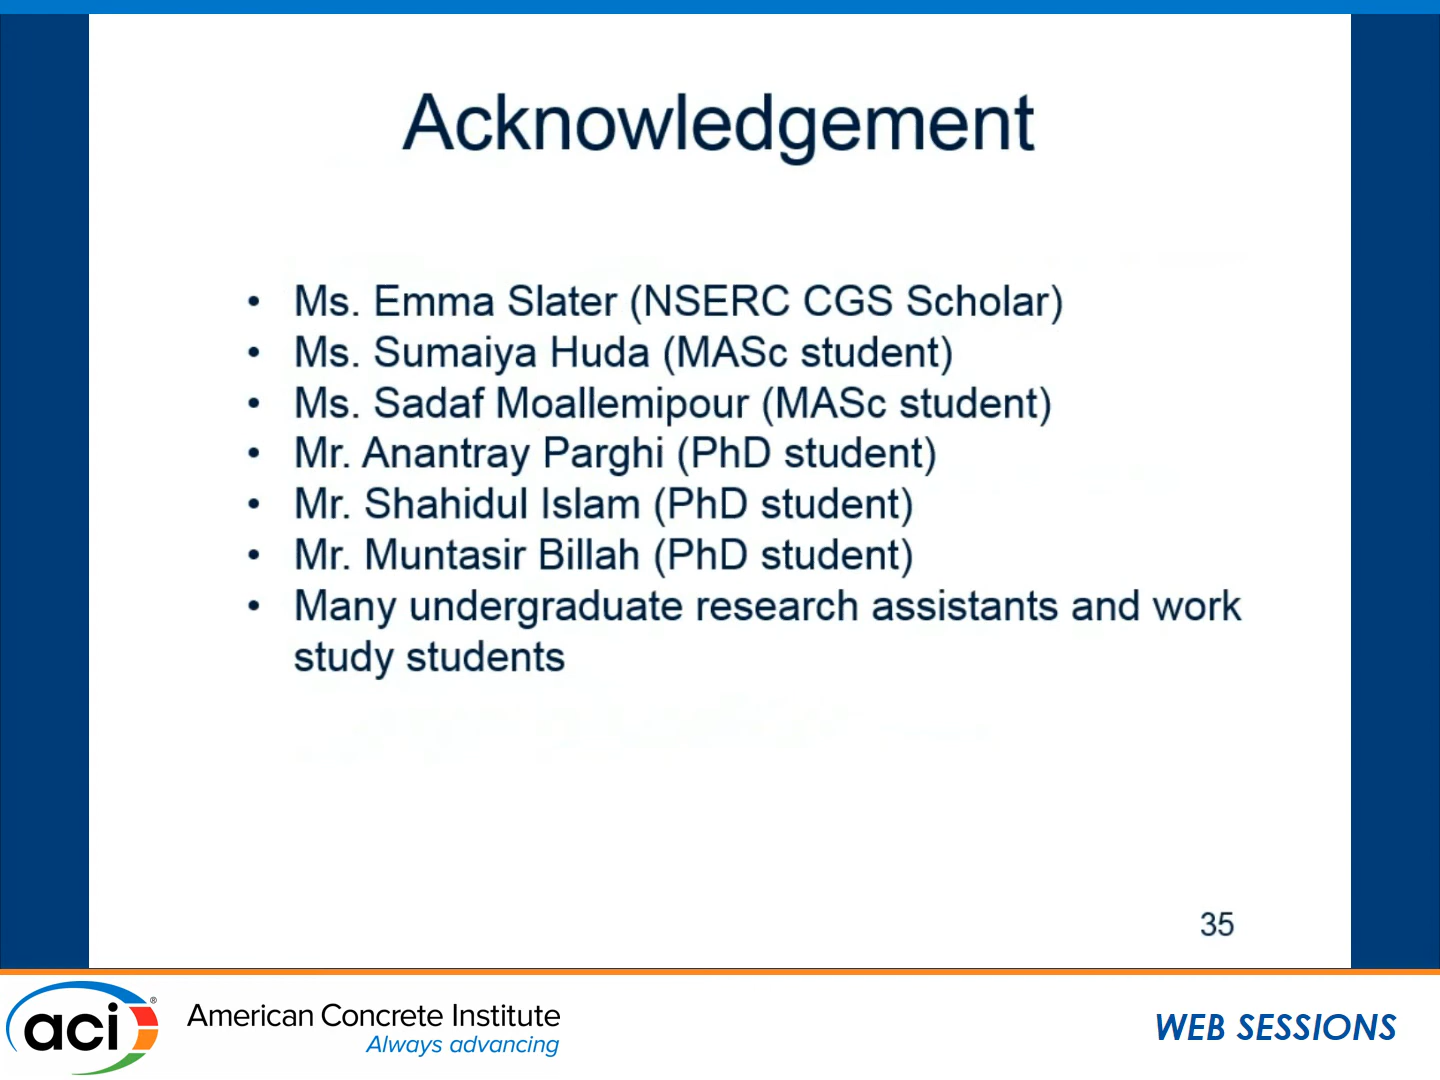 Acknowledgement
• Ms. Emma Slater (NSERC CGS Scholar)
• Ms. Sumaiya Huda (MASc student)
• Ms. Sadaf Moallemipour (MASc student)
• Mr. Anantray Parghi (PhD student)
• Mr. Shahidul Islam (PhD student)
• Mr. Muntasir Billah (PhD student)
• Many undergraduate research assistants and work
study students
35
aci®
American Concrete Institute
Always advancing
WEB SESSIONS